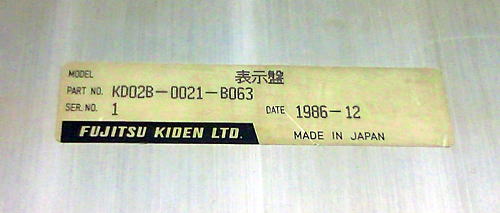 MODEL 表示盤
PART NO. KD02B-0021-B063
SER. NO. 1 DATE 1986-12
FUJITSU KIDEN LTD. MADE IN JAPAN